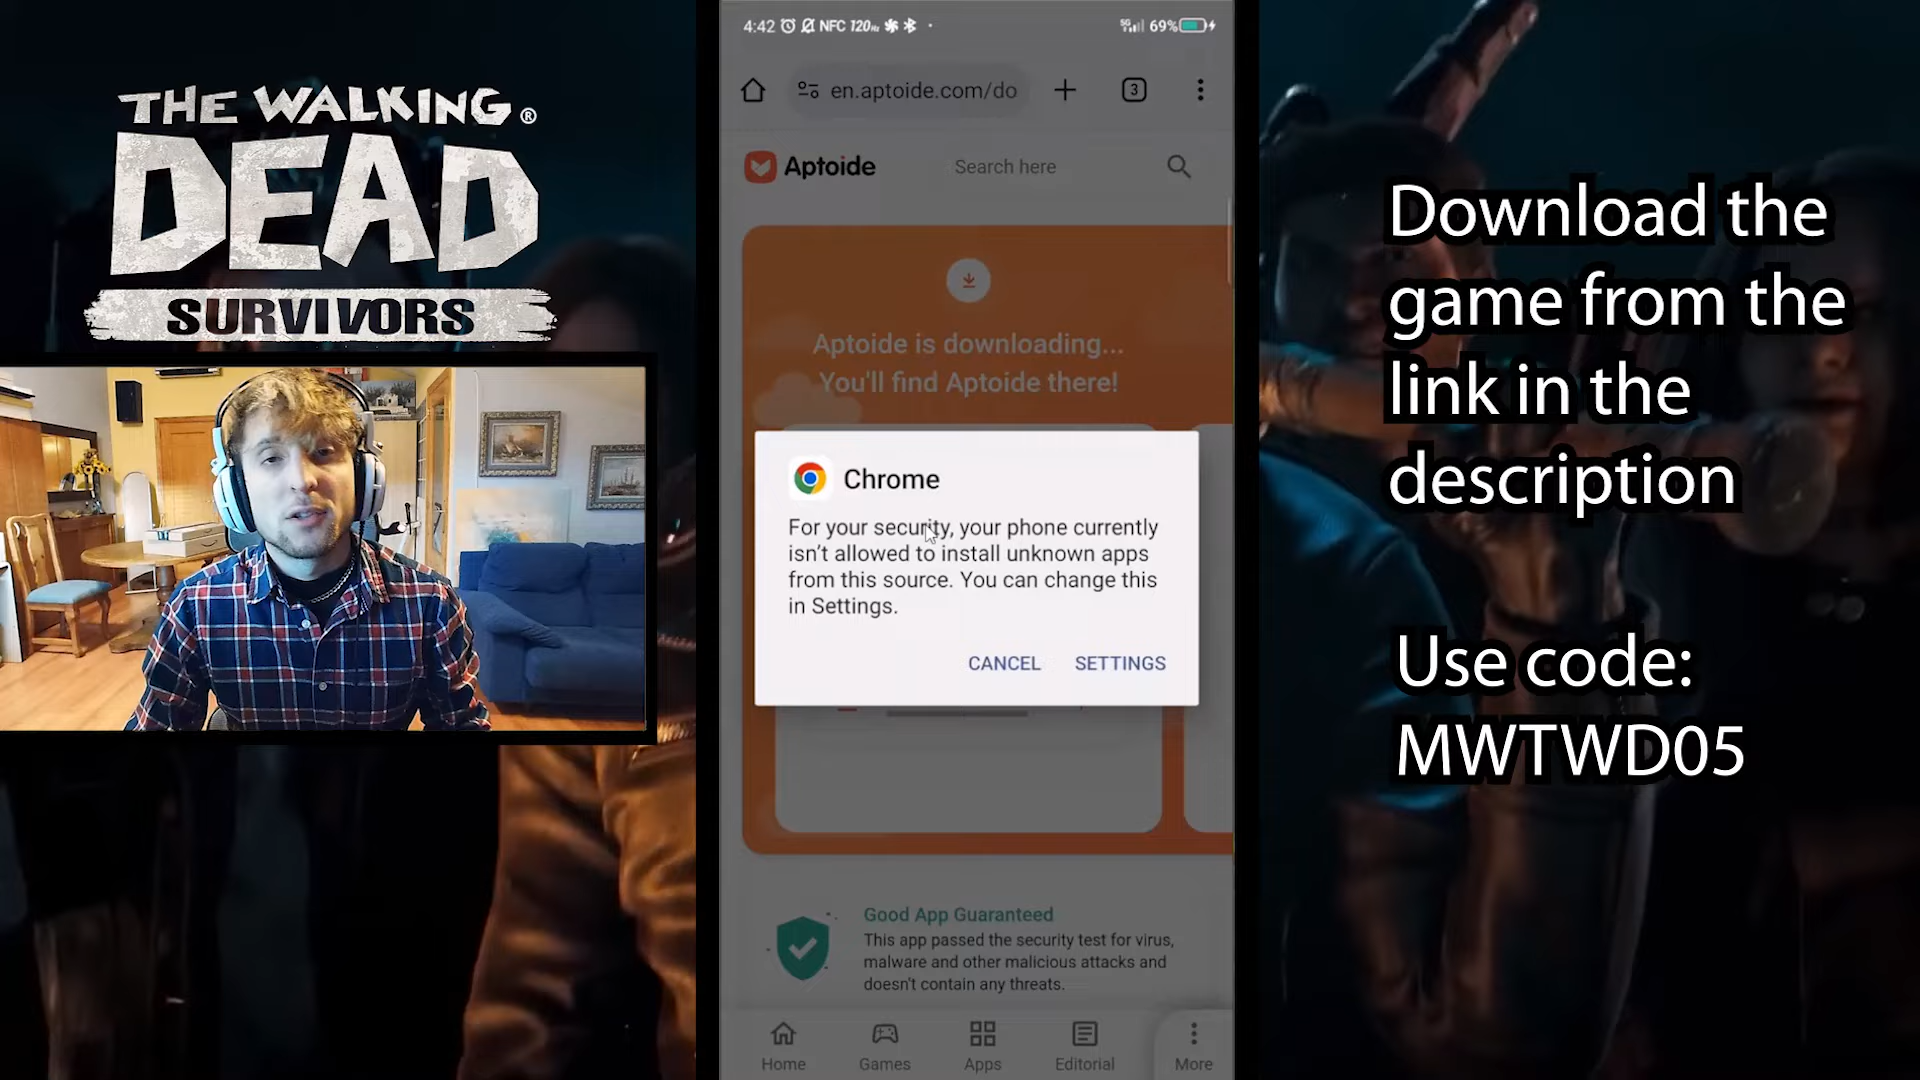 THE WALKING®
DEAD
SURVIVORS
4:42 NFC 120Hz 5G 69%
en.aptoide.com/do 3
Aptoide Search here
Aptoide is downloading...
You'll find Aptoide there!
Chrome
For your security, your phone currently
isn't allowed to install unknown apps
from this source. You can change this
in Settings.
CANCEL SETTINGS
Good App Guaranteed
This app passed the security test for virus,
malware and other malicious attacks and
doesn't contain any threats.
Home Games Apps Editorial More
Download the
game from the
link in the
description
Use code:
MWTWD05